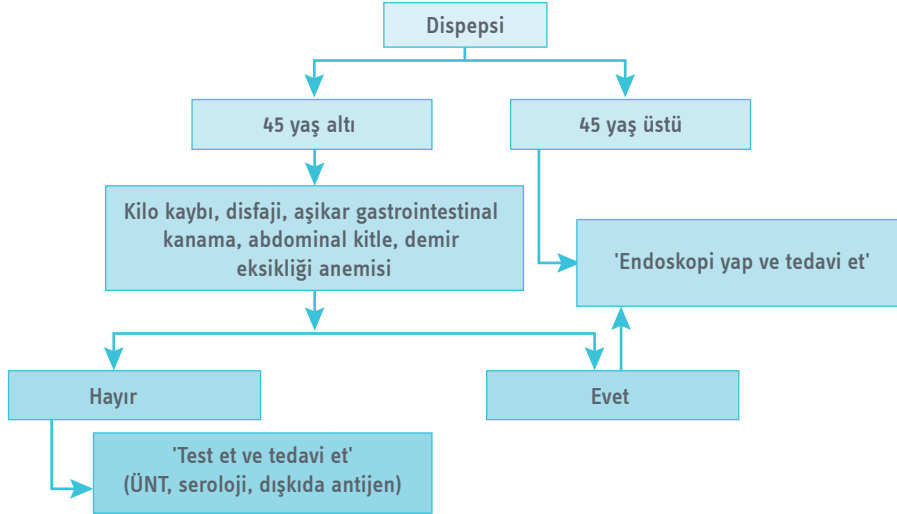 Dispepsi
45 yaş altı
45 yaş üstü
Kilo kaybı, disfaji, aşikar gastrointestinal
kanama, abdominal kitle, demir
eksikliği anemisi
'Endoskopi yap ve tedavi et'
Hayır
Evet
'Test et ve tedavi et'
(ÜNT, seroloji, dışkıda antijen)